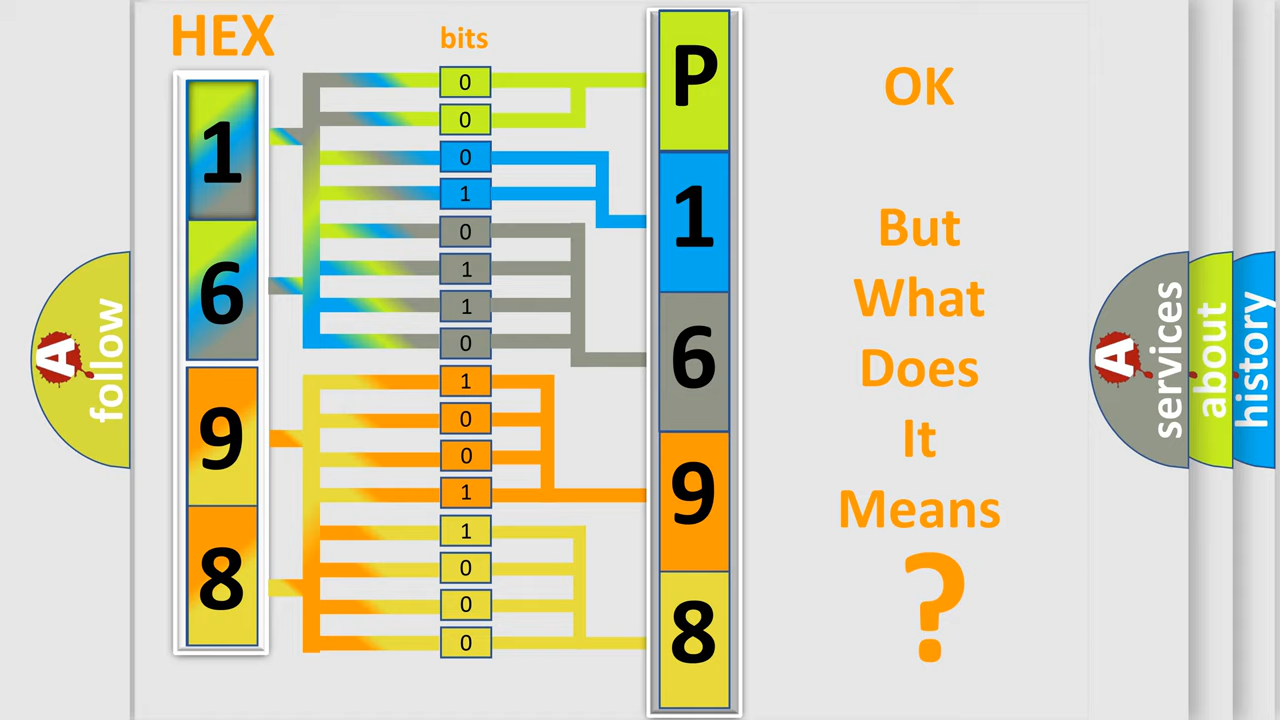 HEX
bits
1
6
9
8
0
0
0
1
0
1
1
0
1
0
0
1
1
0
0
0
P
1
6
9
8
OK
But
What
Does
It
Means
?
A
follow
A
services
about
history